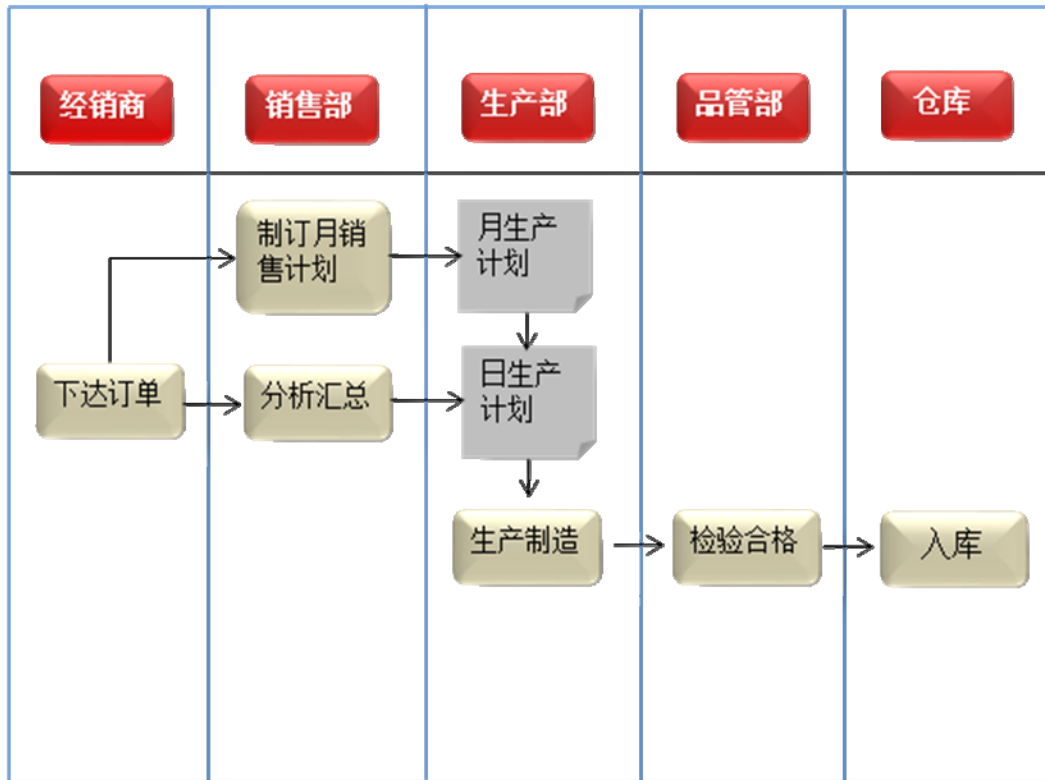 经销商
销售部
生产部
品管部
仓库
制订月销
售计划
月生产
计划
下达订单
分析汇总
日生产
计划
生产制造
检验合格
入库